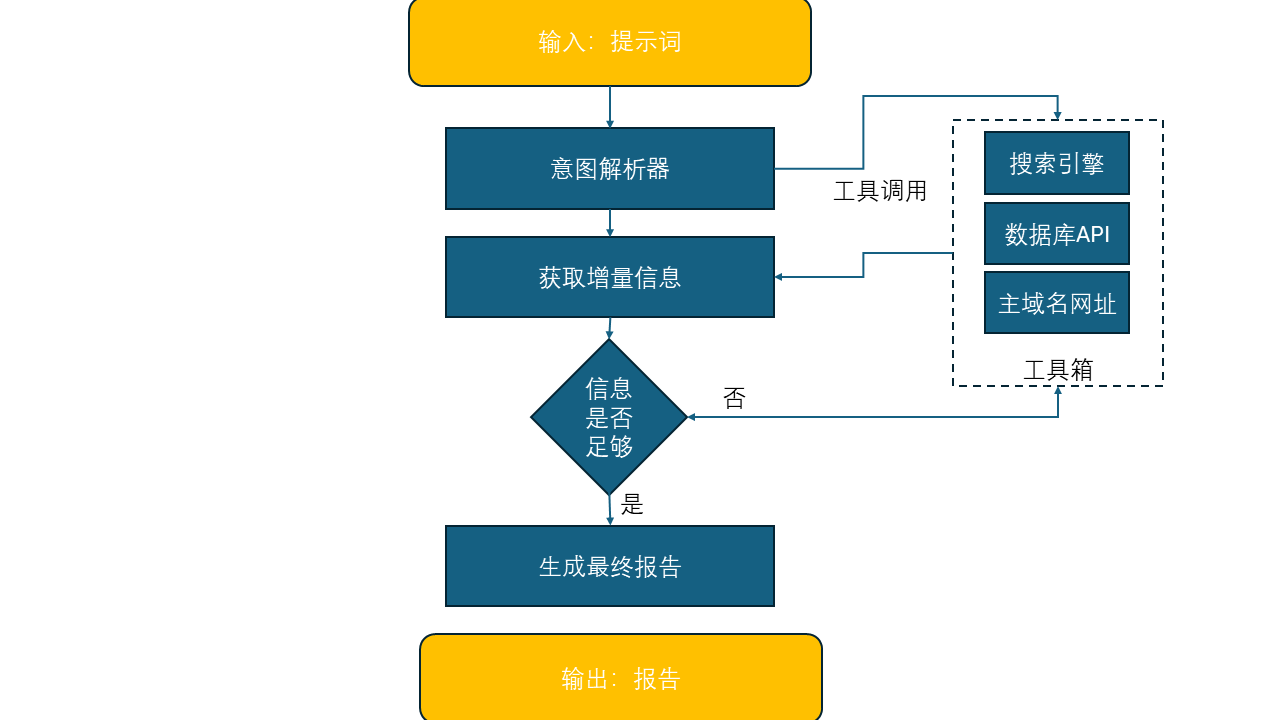 输入：提示词
意图解析器
工具调用
搜索引擎
数据库API
主域名网址
工具箱
获取增量信息
信息
是否
足够
否
是
生成最终报告
输出：报告